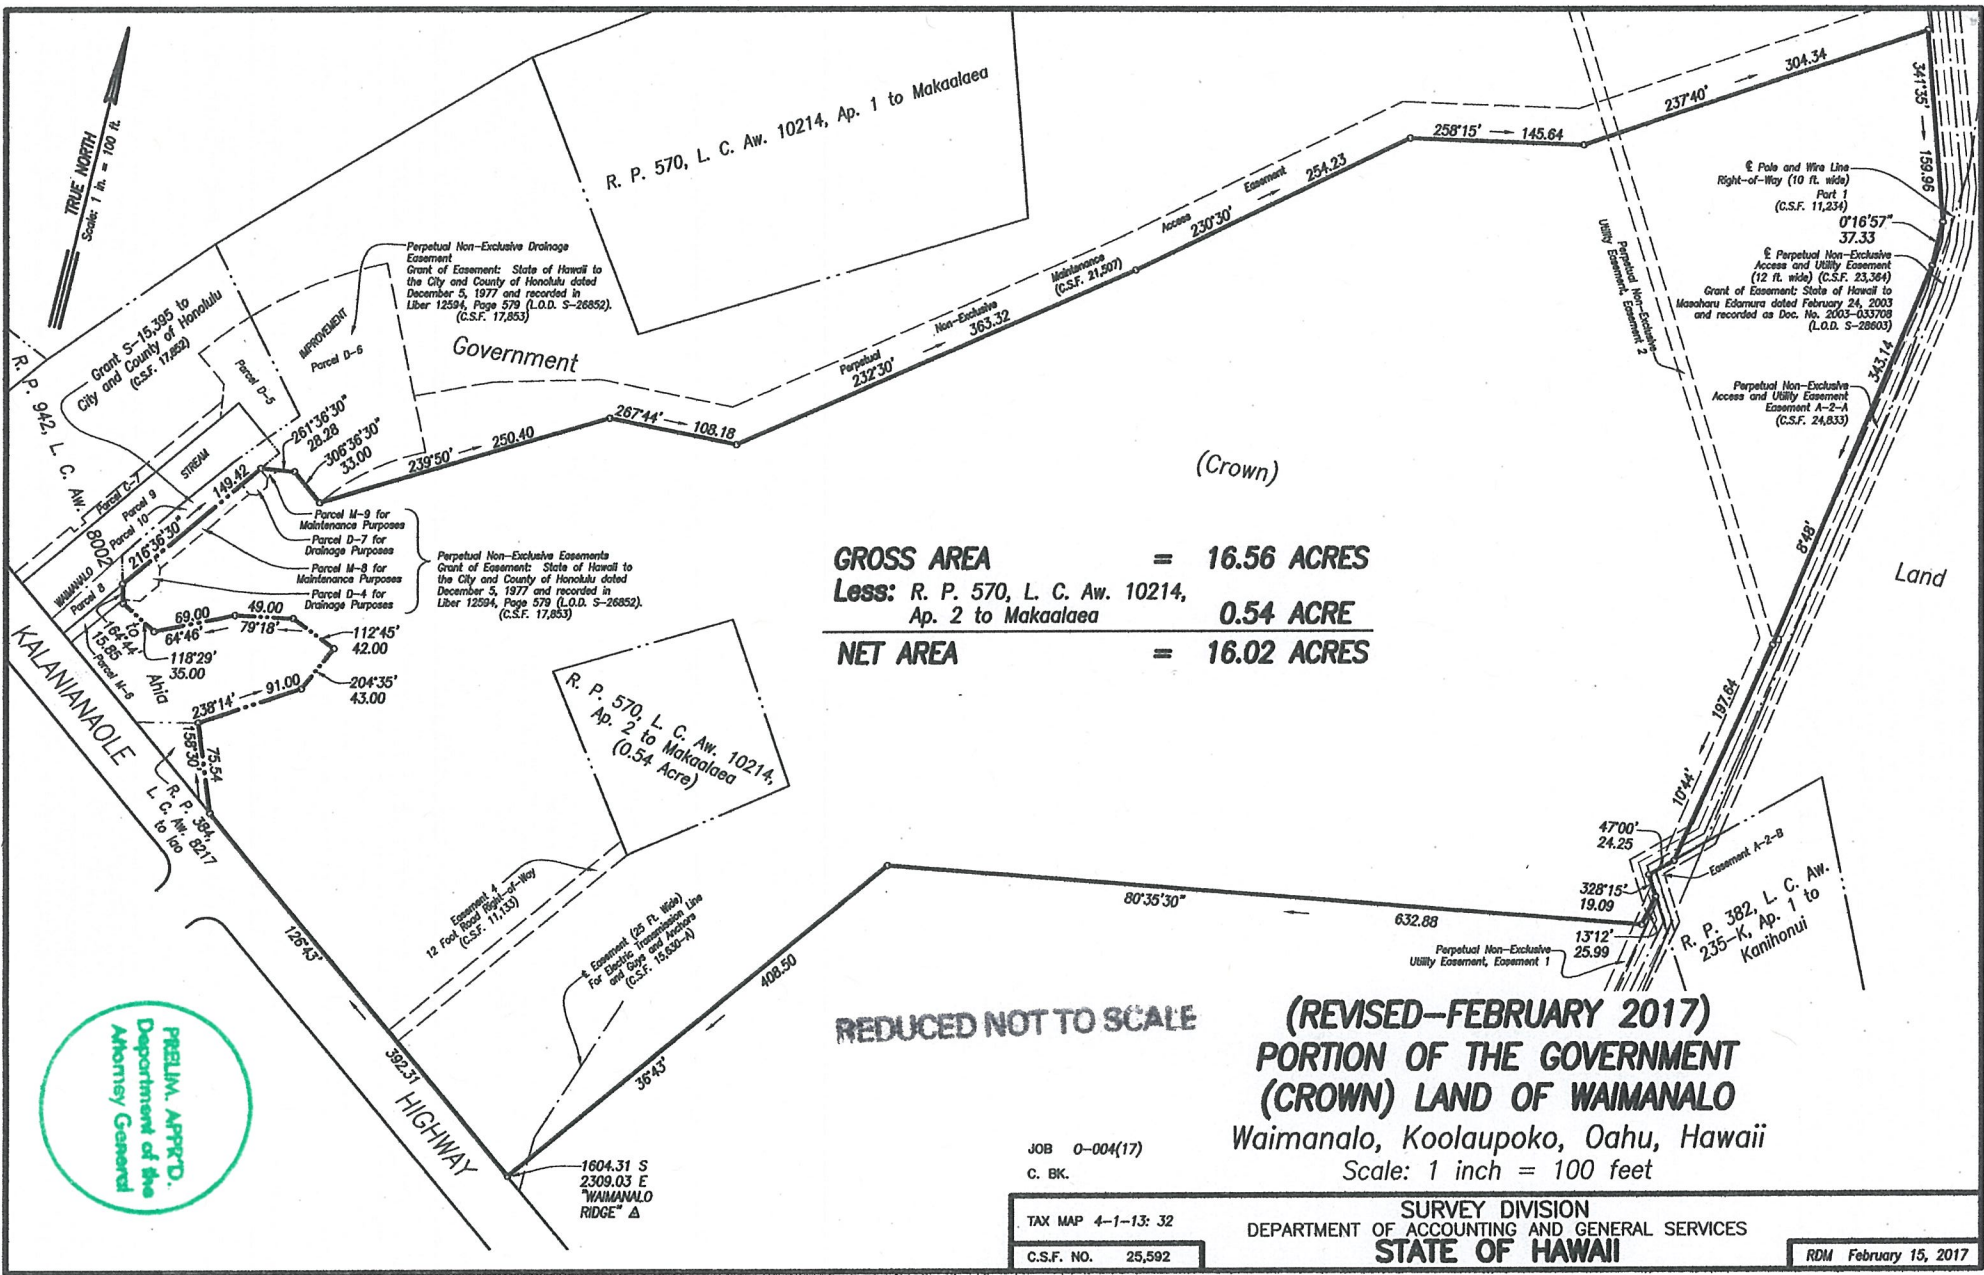 TRUE NORTH
Scale: 1 in. = 100 ft.
R. P. 942, L. C. Aw. 8002
to
Ahia
Grant S-15,395 to
City and County of Honolulu
(C.S.F. 17,852)
Parcel D-5
IMPROVEMENT
Parcel D-6
Perpetual Non-Exclusive Drainage
Easement
Grant of Easement: State of Hawaii to
the City and County of Honolulu dated
December 5, 1977 and recorded in
Liber 12594, Page 579 (L.O.D. S-26852).
(C.S.F. 17,853)
R. P. 570, L. C. Aw. 10214, Ap. 1 to Makaalaea
Government
(Crown)
Land
Perpetual Non-Exclusive Maintenance Access Easement
(C.S.F. 21,507)
239°50' 250.40
267°44' 108.18
232°30' 363.32
230°30' 254.23
258°15' 145.64
237°40' 304.34
341°35' 159.96
℄ Pole and Wire Line
Right-of-Way (10 ft. wide)
Part 1
(C.S.F. 11,234)
0°16'57"
37.33
℄ Perpetual Non-Exclusive
Access and Utility Easement
(12 ft. wide) (C.S.F. 23,364)
Grant of Easement: State of Hawaii to
Masaharu Edamura dated February 24, 2003
and recorded as Doc. No. 2003-033708
(L.O.D. S-28603)
Perpetual Non-Exclusive
Utility Easement, Easement 2
Perpetual Non-Exclusive
Access and Utility Easement
Easement A-2-A
(C.S.F. 24,833)
343.14
8°48'
197.64
10°44'
47°00'
24.25
328°15'
19.09
13°12'
25.99
Easement A-2-B
R. P. 382, L. C. Aw.
235-K, Ap. 1 to
Kanihonui
Perpetual Non-Exclusive
Utility Easement, Easement 1
80°35'30" 632.88
WAIMANALO STREAM
Parcel C-7
Parcel 9
Parcel 10
Parcel 8
Parcel M-6
216°36'30" 149.42
261°36'30"
28.28
306°36'30"
33.00
Parcel M-9 for
Maintenance Purposes
Parcel D-7 for
Drainage Purposes
Parcel M-8 for
Maintenance Purposes
Parcel D-4 for
Drainage Purposes
Perpetual Non-Exclusive Easements
Grant of Easement: State of Hawaii to
the City and County of Honolulu dated
December 5, 1977 and recorded in
Liber 12594, Page 579 (L.O.D. S-26852).
(C.S.F. 17,853)
164°44'
15.85
118°29'
35.00
69.00
64°46'
49.00
79°18'
112°45'
42.00
204°35'
43.00
238°14' 91.00
158°30'
75.54
R. P. 384,
L. C. Aw. 8217
to Iao
GROSS AREA = 16.56 ACRES
Less: R. P. 570, L. C. Aw. 10214,
Ap. 2 to Makaalaea 0.54 ACRE
NET AREA = 16.02 ACRES
R. P. 570, L. C. Aw. 10214,
Ap. 2 to Makaalaea
(0.54 Acre)
Easement 4
12 Foot Road Right-of-Way
(C.S.F. 11,133)
℄ Easement (25 Ft. Wide)
For Electric Transmission Line
and Guys and Anchors
(C.S.F. 15,630-A)
KALANIANAOLE HIGHWAY
126°43' 392.31
36°43' 408.50
1604.31 S
2309.03 E
"WAIMANALO
RIDGE" △
PRELIM. APPR'D.
Department of the
Attorney General
REDUCED NOT TO SCALE
(REVISED-FEBRUARY 2017)
PORTION OF THE GOVERNMENT
(CROWN) LAND OF WAIMANALO
Waimanalo, Koolaupoko, Oahu, Hawaii
Scale: 1 inch = 100 feet
JOB O-004(17)
C. BK.
TAX MAP 4-1-13: 32
C.S.F. NO. 25,592
SURVEY DIVISION
DEPARTMENT OF ACCOUNTING AND GENERAL SERVICES
STATE OF HAWAII
RDM February 15, 2017